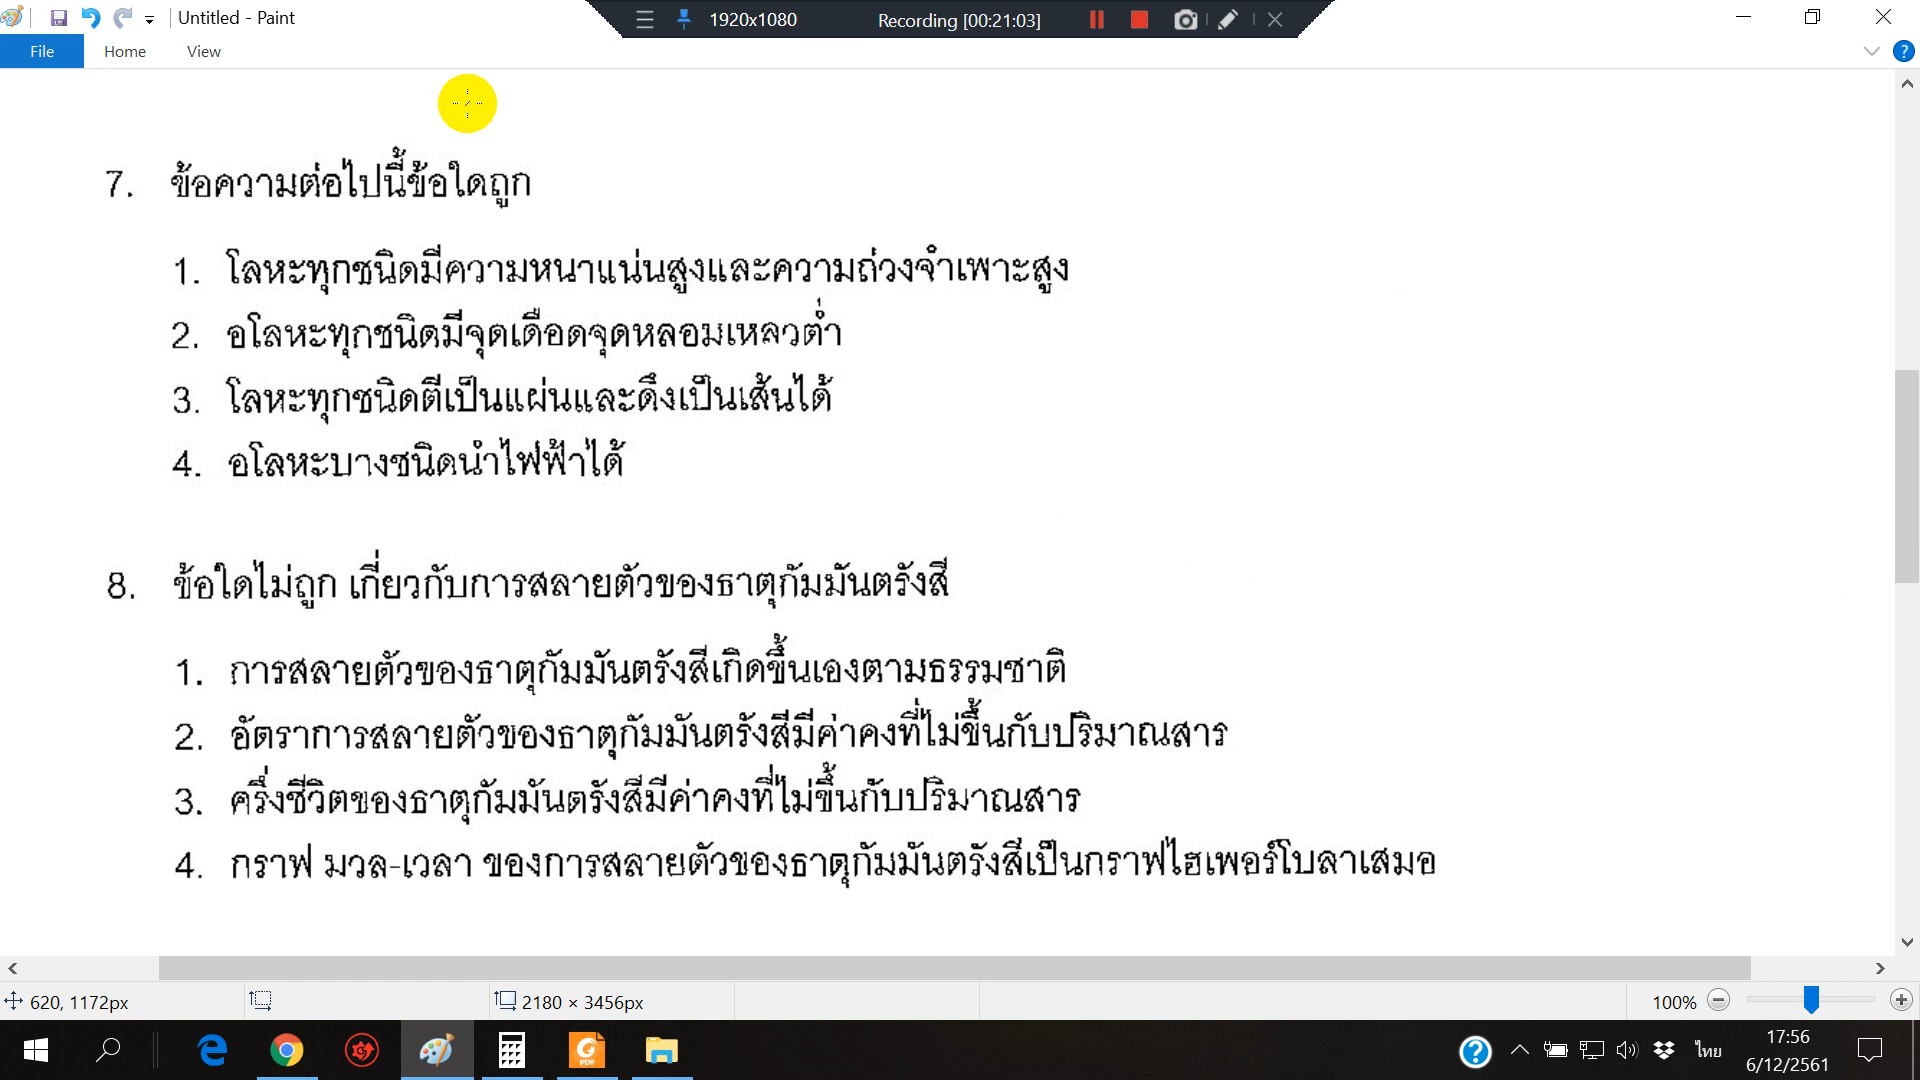 Untitled - Paint
1920x1080
Recording [00:21:03]
File
Home
View
7. ข้อความต่อไปนี้ข้อใดถูก
1. โลหะทุกชนิดมีความหนาแน่นสูงและความถ่วงจำเพาะสูง
2. อโลหะทุกชนิดมีจุดเดือดจุดหลอมเหลวต่ำ
3. โลหะทุกชนิดตีเป็นแผ่นและดึงเป็นเส้นได้
4. อโลหะบางชนิดนำไฟฟ้าได้
8. ข้อใดไม่ถูก เกี่ยวกับการสลายตัวของธาตุกัมมันตรังสี
1. การสลายตัวของธาตุกัมมันตรังสีเกิดขึ้นเองตามธรรมชาติ
2. อัตราการสลายตัวของธาตุกัมมันตรังสีมีค่าคงที่ไม่ขึ้นกับปริมาณสาร
3. ครึ่งชีวิตของธาตุกัมมันตรังสีมีค่าคงที่ไม่ขึ้นกับปริมาณสาร
4. กราฟ มวล-เวลา ของการสลายตัวของธาตุกัมมันตรังสีเป็นกราฟไฮเพอร์โบลาเสมอ
620, 1172px
2180 × 3456px
100%
PDF
ไทย
17:56
6/12/2561